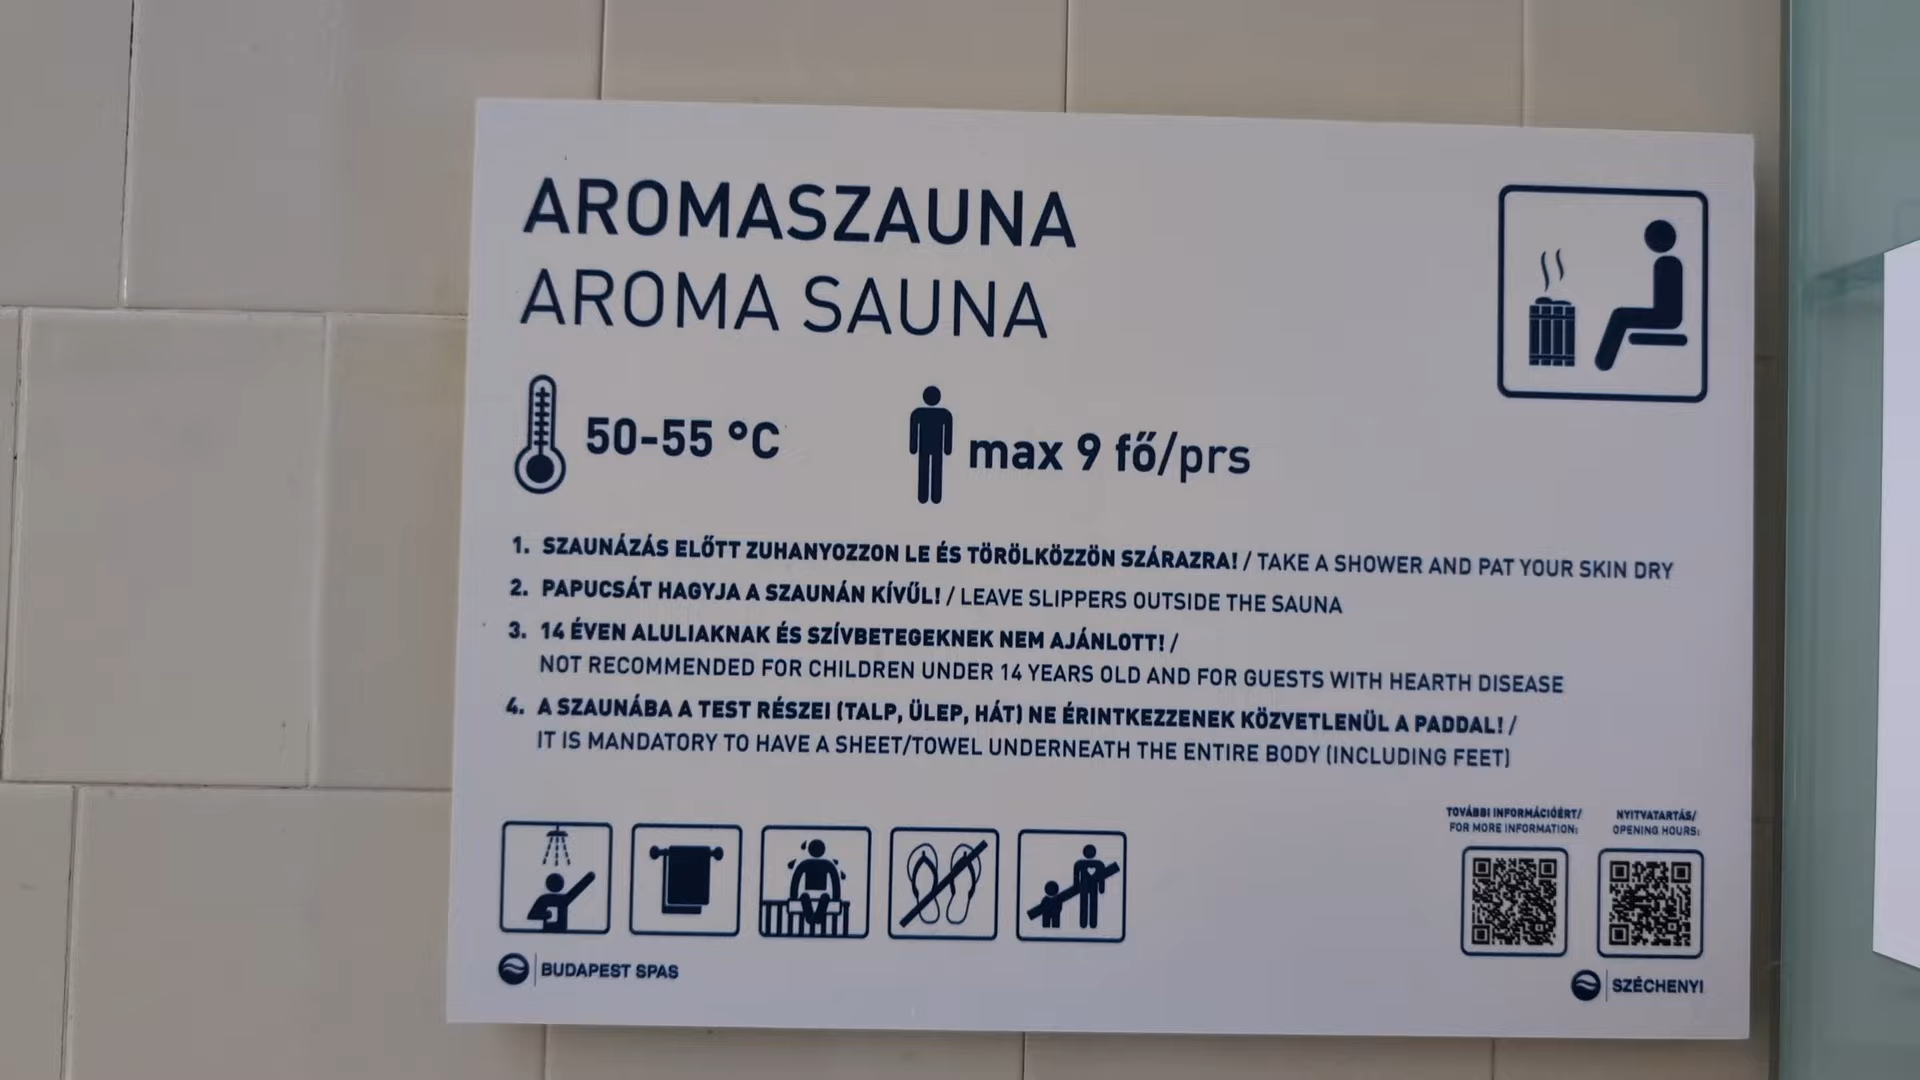 AROMASZAUNA
AROMA SAUNA
50-55 °C
max 9 fő/prs
1. SZAUNÁZÁS ELŐTT ZUHANYOZZON LE ÉS TÖRÖLKÖZZÖN SZÁRAZRA! / TAKE A SHOWER AND PAT YOUR SKIN DRY
2. PAPUCSÁT HAGYJA A SZAUNÁN KÍVŰL! / LEAVE SLIPPERS OUTSIDE THE SAUNA
3. 14 ÉVEN ALULIAKNAK ÉS SZÍVBETEGEKNEK NEM AJÁNLOTT! /
NOT RECOMMENDED FOR CHILDREN UNDER 14 YEARS OLD AND FOR GUESTS WITH HEARTH DISEASE
4. A SZAUNÁBA A TEST RÉSZEI (TALP, ÜLEP, HÁT) NE ÉRINTKEZZENEK KÖZVETLENÜL A PADDAL! /
IT IS MANDATORY TO HAVE A SHEET/TOWEL UNDERNEATH THE ENTIRE BODY (INCLUDING FEET)
TOVÁBBI INFORMÁCIÓÉRT/
FOR MORE INFORMATION:
NYITVATARTÁS/
OPENING HOURS:
BUDAPEST SPAS
SZÉCHENYI